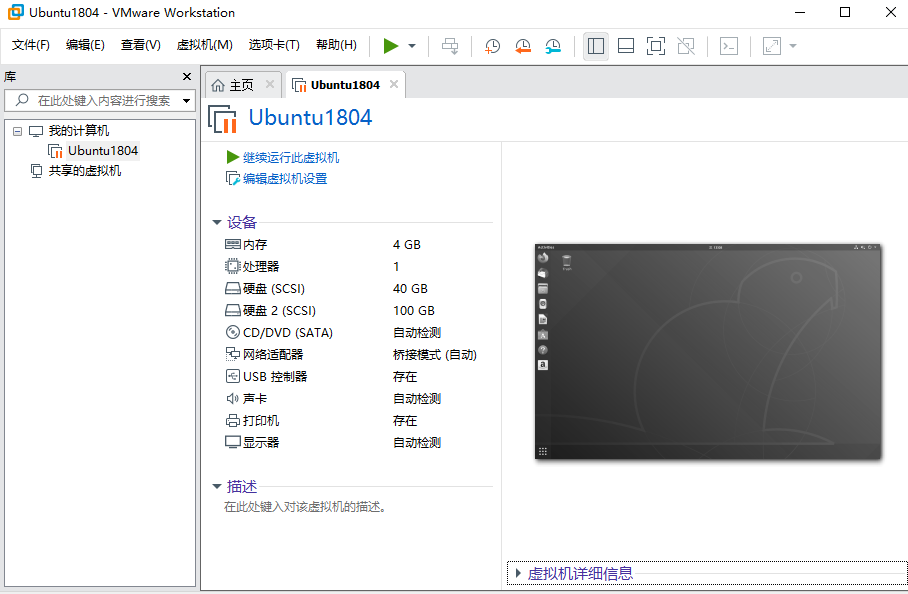 Ubuntu1804 - VMware Workstation
文件(F) 编辑(E) 查看(V) 虚拟机(M) 选项卡(T) 帮助(H)
库
在此处键入内容进行搜索
我的计算机
Ubuntu1804
共享的虚拟机
主页 Ubuntu1804
Ubuntu1804
继续运行此虚拟机
编辑虚拟机设置
设备
内存 4 GB
处理器 1
硬盘 (SCSI) 40 GB
硬盘 2 (SCSI) 100 GB
CD/DVD (SATA) 自动检测
网络适配器 桥接模式 (自动)
USB 控制器 存在
声卡 自动检测
打印机 存在
显示器 自动检测
描述
在此处键入对该虚拟机的描述。
虚拟机详细信息